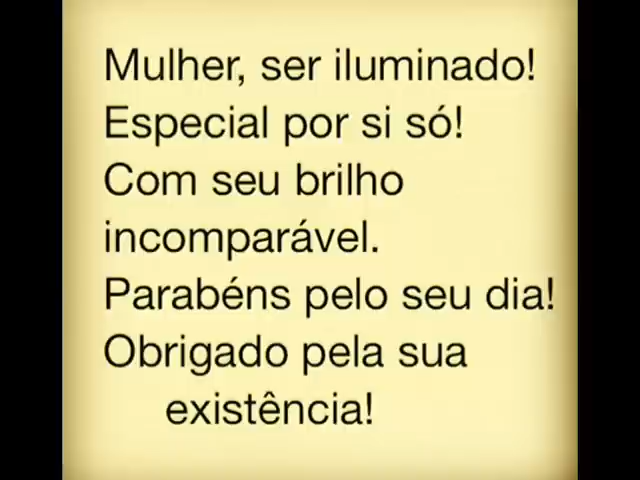 Mulher, ser iluminado!
Especial por si só!
Com seu brilho
incomparável.
Parabéns pelo seu dia!
Obrigado pela sua
existência!